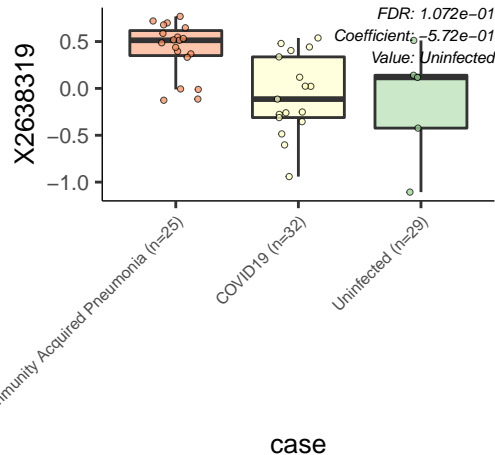 FDR: 1.072e−01
Coefficient: −5.72e−01
Value: Uninfected
X2638319
0.5
0.0
−0.5
−1.0
Acquired Pneumonia (n=25)
COVID19 (n=32)
Uninfected (n=29)
case